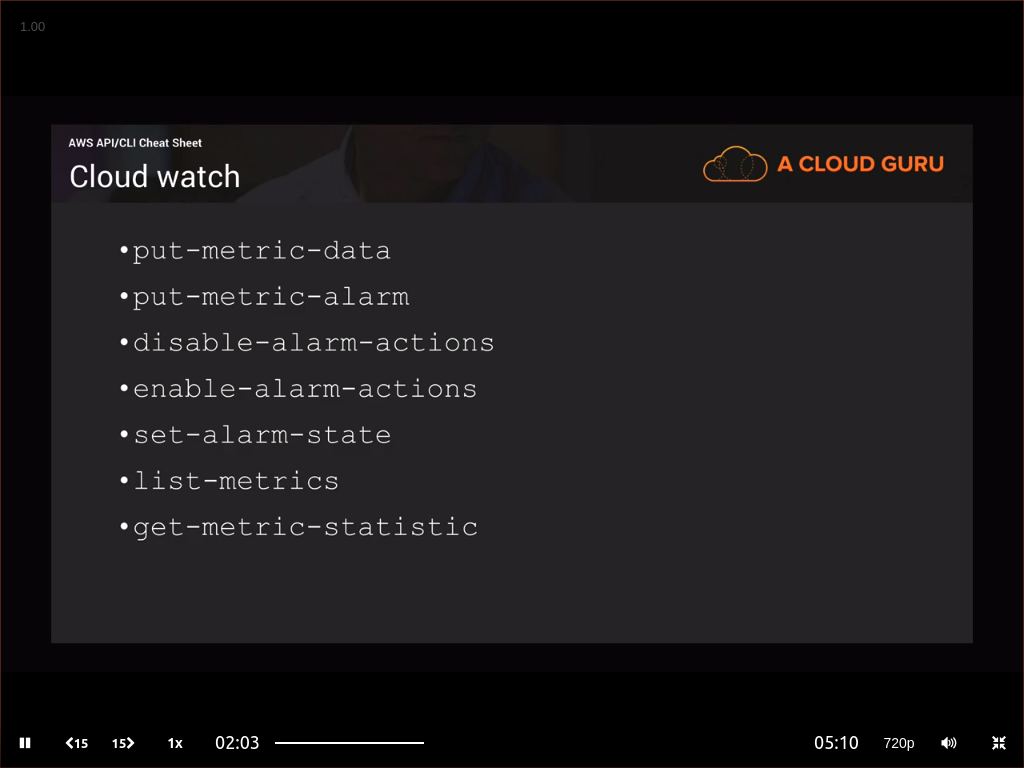 1.00
AWS API/CLI Cheat Sheet
Cloud watch
A CLOUD GURU
•put-metric-data
•put-metric-alarm
•disable-alarm-actions
•enable-alarm-actions
•set-alarm-state
•list-metrics
•get-metric-statistic
15 15 1x 02:03 05:10 720p